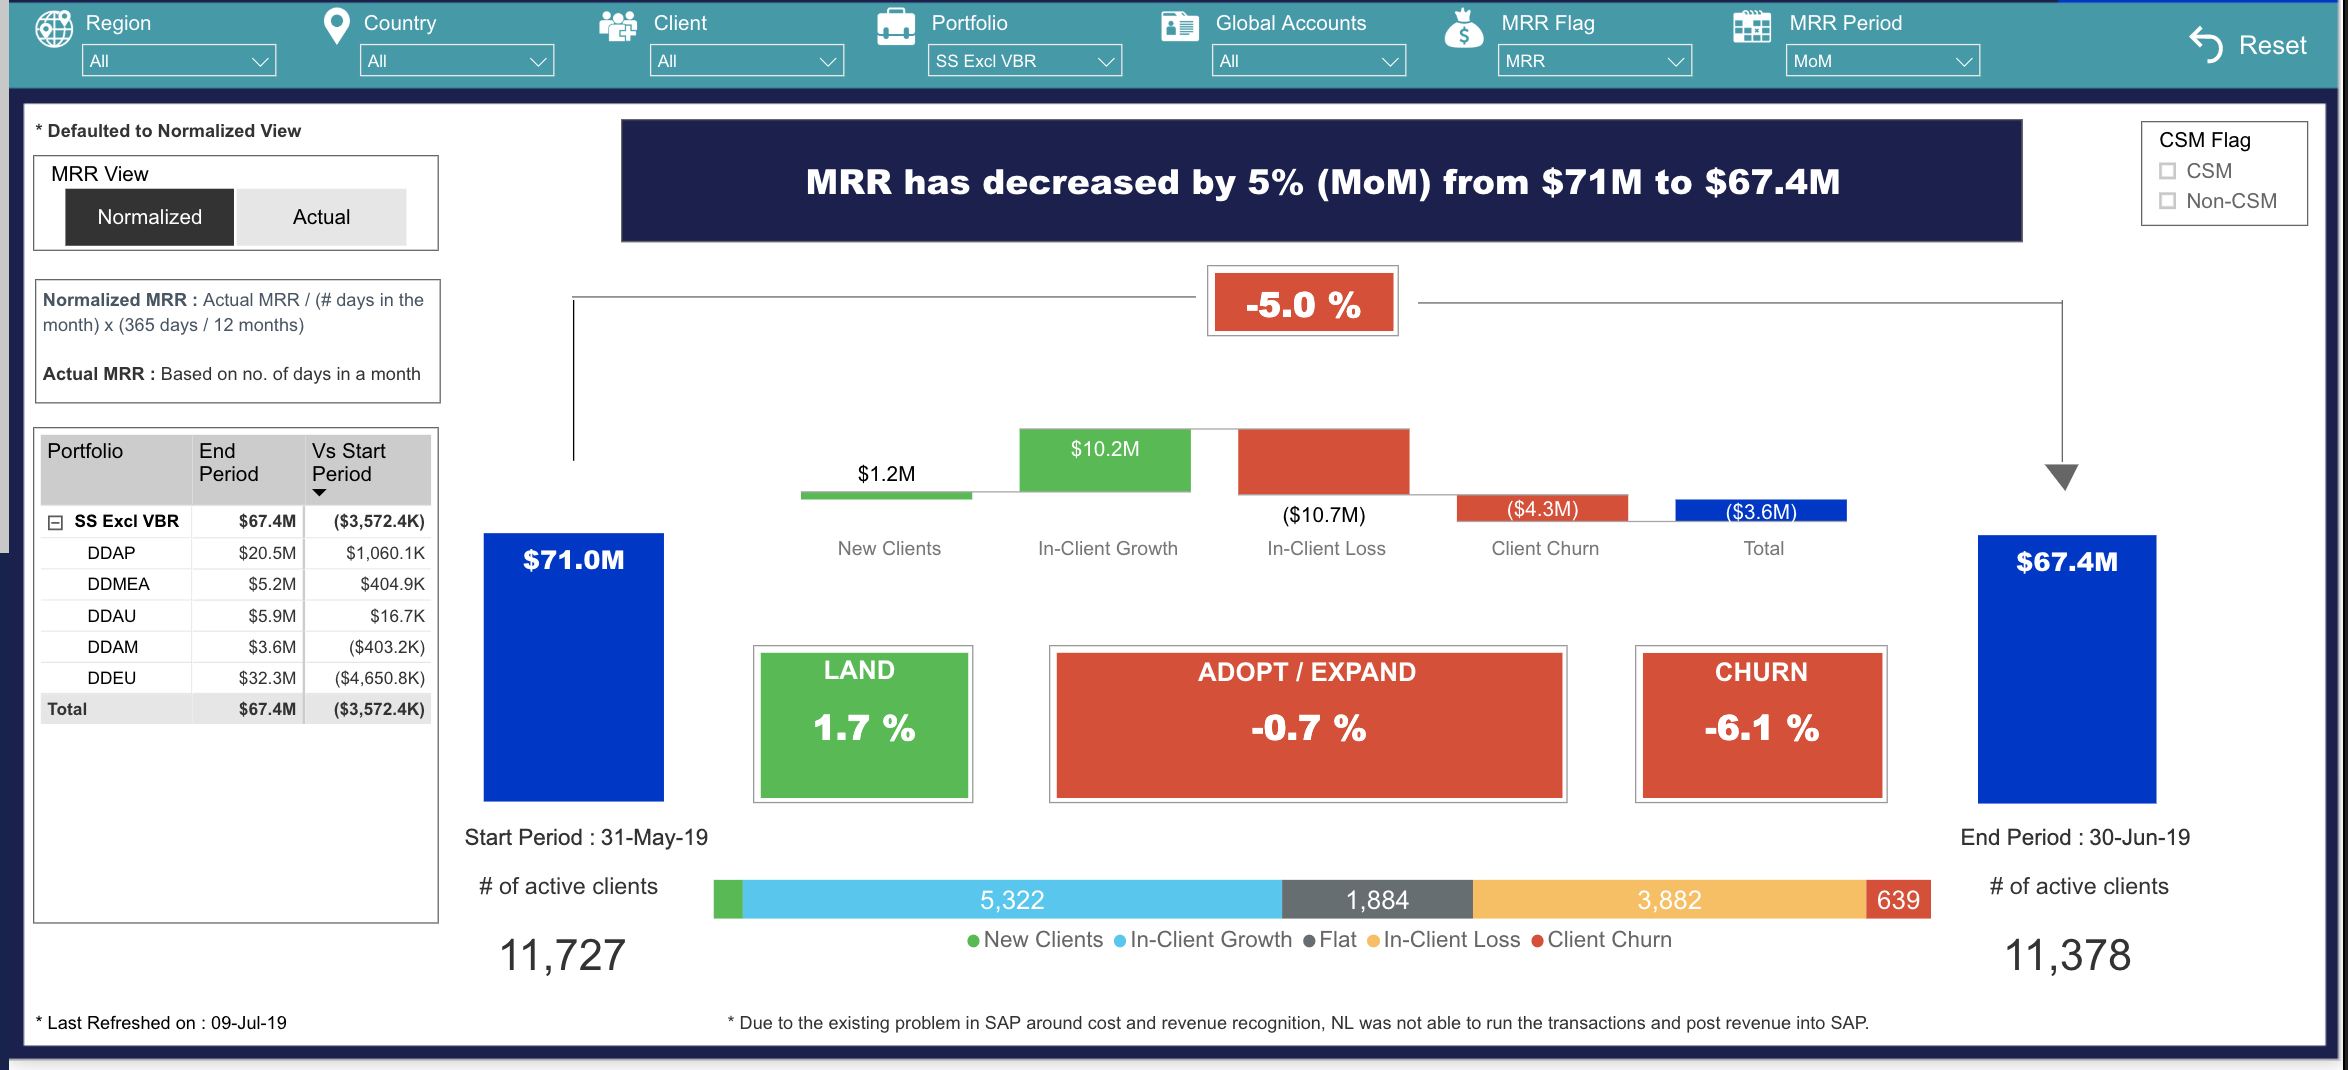 Region
All
Country
All
Client
All
Portfolio
SS Excl VBR
Global Accounts
All
MRR Flag
MRR
MRR Period
MoM
Reset
* Defaulted to Normalized View
MRR View
Normalized
Actual
MRR has decreased by 5% (MoM) from $71M to $67.4M
CSM Flag
CSM
Non-CSM
Normalized MRR : Actual MRR / (# days in the
month) x (365 days / 12 months)
Actual MRR : Based on no. of days in a month
-5.0 %
Portfolio End Period Vs Start Period
SS Excl VBR $67.4M ($3,572.4K)
DDAP $20.5M $1,060.1K
DDMEA $5.2M $404.9K
DDAU $5.9M $16.7K
DDAM $3.6M ($403.2K)
DDEU $32.3M ($4,650.8K)
Total $67.4M ($3,572.4K)
$71.0M
$1.2M
$10.2M
($10.7M)
($4.3M)
($3.6M)
New Clients
In-Client Growth
In-Client Loss
Client Churn
Total
$67.4M
LAND
1.7 %
ADOPT / EXPAND
-0.7 %
CHURN
-6.1 %
Start Period : 31-May-19
# of active clients
11,727
5,322
1,884
3,882
639
New Clients In-Client Growth Flat In-Client Loss Client Churn
End Period : 30-Jun-19
# of active clients
11,378
* Last Refreshed on : 09-Jul-19
* Due to the existing problem in SAP around cost and revenue recognition, NL was not able to run the transactions and post revenue into SAP.